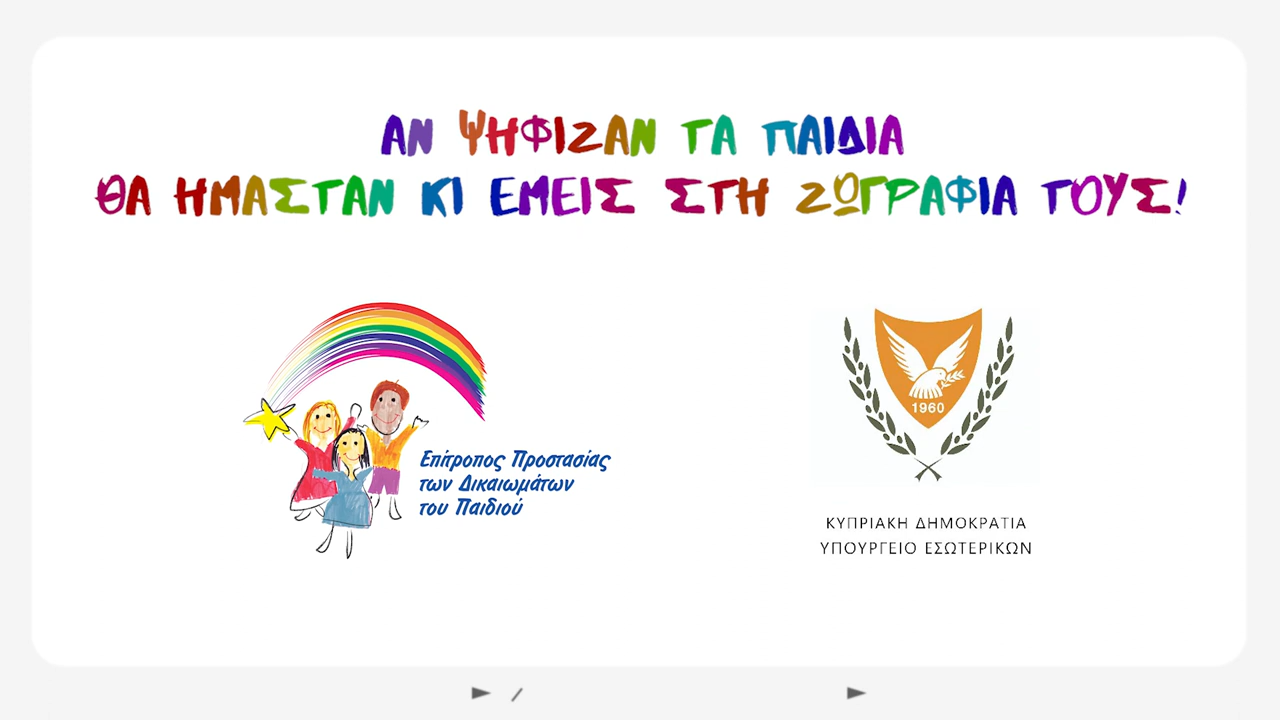 ΑΝ ΨΗΦΙΖΑΝ ΤΑ ΠΑΙΔΙΑ
ΘΑ ΗΜΑΣΤΑΝ ΚΙ ΕΜΕΙΣ ΣΤΗ ΖΩΓΡΑΦΙΑ ΤΟΥΣ!
Επίτροπος Προστασίας
των Δικαιωμάτων
του Παιδιού
1960
ΚΥΠΡΙΑΚΗ ΔΗΜΟΚΡΑΤΙΑ
ΥΠΟΥΡΓΕΙΟ ΕΣΩΤΕΡΙΚΩΝ
/